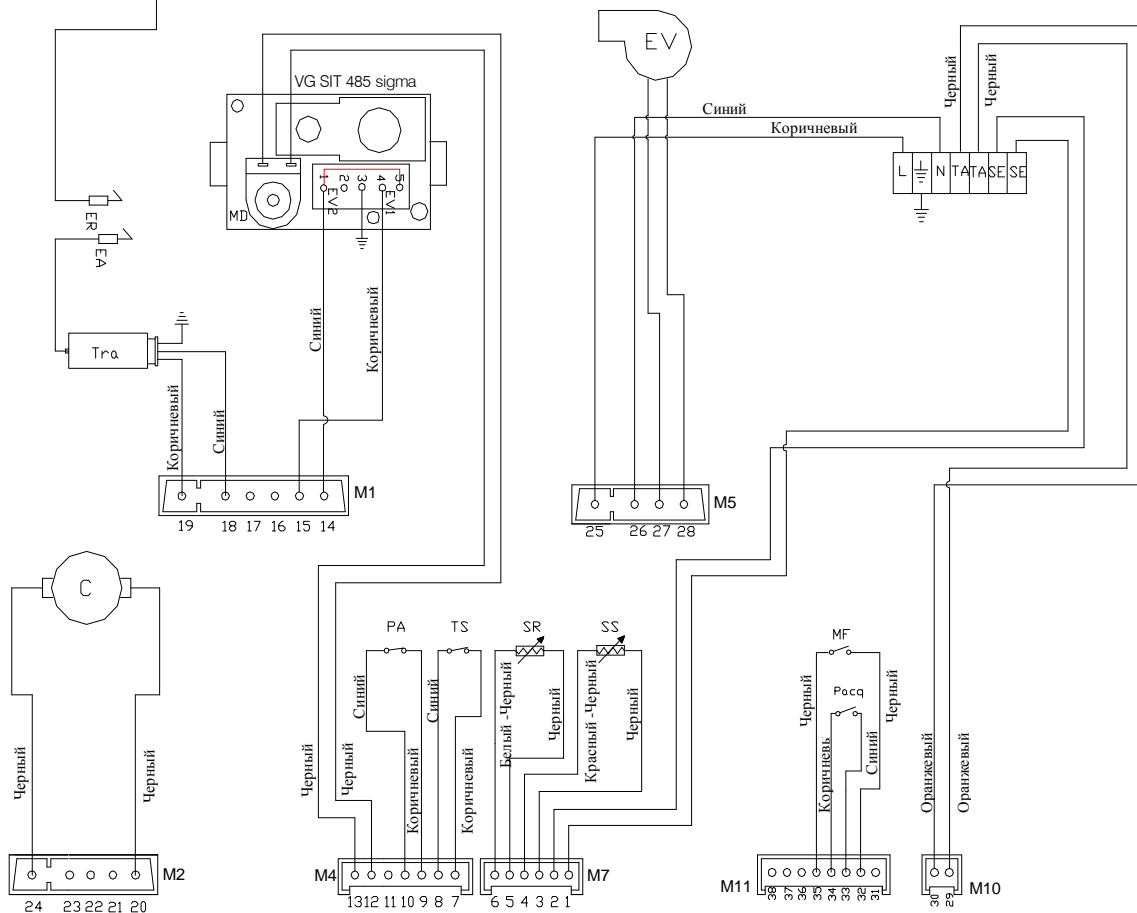 VG SIT 485 sigma
EV
Черный
Черный
Синий
Коричневый
L
N
TA
TA
SE
SE
1
2
3
4
5
EV2
EV1
MD
ER
EA
Tra
Синий
Коричневый
Коричневый
Синий
M1
19
18
17
16
15
14
M5
25
26
27
28
C
Черный
Черный
M2
24
23
22
21
20
PA
TS
SR
SS
Черный
Черный
Синий
Коричневый
Синий
Коричневый
Белый -Черный
Черный
Красный -Черный
Черный
M4
13
12
11
10
9
8
7
M7
6
5
4
3
2
1
MF
Pacq
Черный
Коричневь
Синий
Черный
M11
38
37
36
35
34
33
32
31
Оранжевый
Оранжевый
M10
30
29